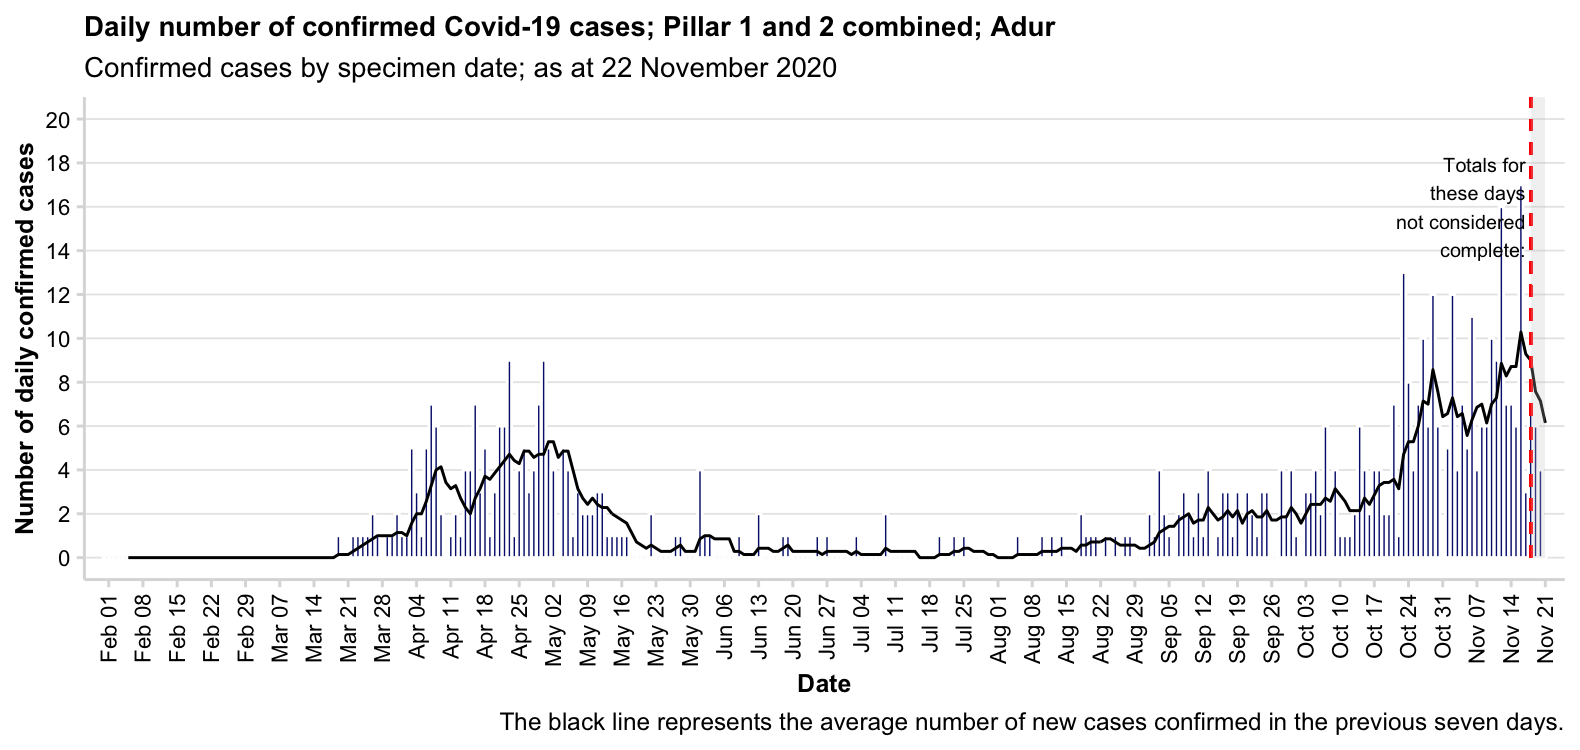 Daily number of confirmed Covid-19 cases; Pillar 1 and 2 combined; Adur
Confirmed cases by specimen date; as at 22 November 2020
Number of daily confirmed cases
20
18
16
14
12
10
8
6
4
2
0
Totals for
these days
not considered
complete:
Feb 01
Feb 08
Feb 15
Feb 22
Feb 29
Mar 07
Mar 14
Mar 21
Mar 28
Apr 04
Apr 11
Apr 18
Apr 25
May 02
May 09
May 16
May 23
May 30
Jun 06
Jun 13
Jun 20
Jun 27
Jul 04
Jul 11
Jul 18
Jul 25
Aug 01
Aug 08
Aug 15
Aug 22
Aug 29
Sep 05
Sep 12
Sep 19
Sep 26
Oct 03
Oct 10
Oct 17
Oct 24
Oct 31
Nov 07
Nov 14
Nov 21
Date
The black line represents the average number of new cases confirmed in the previous seven days.